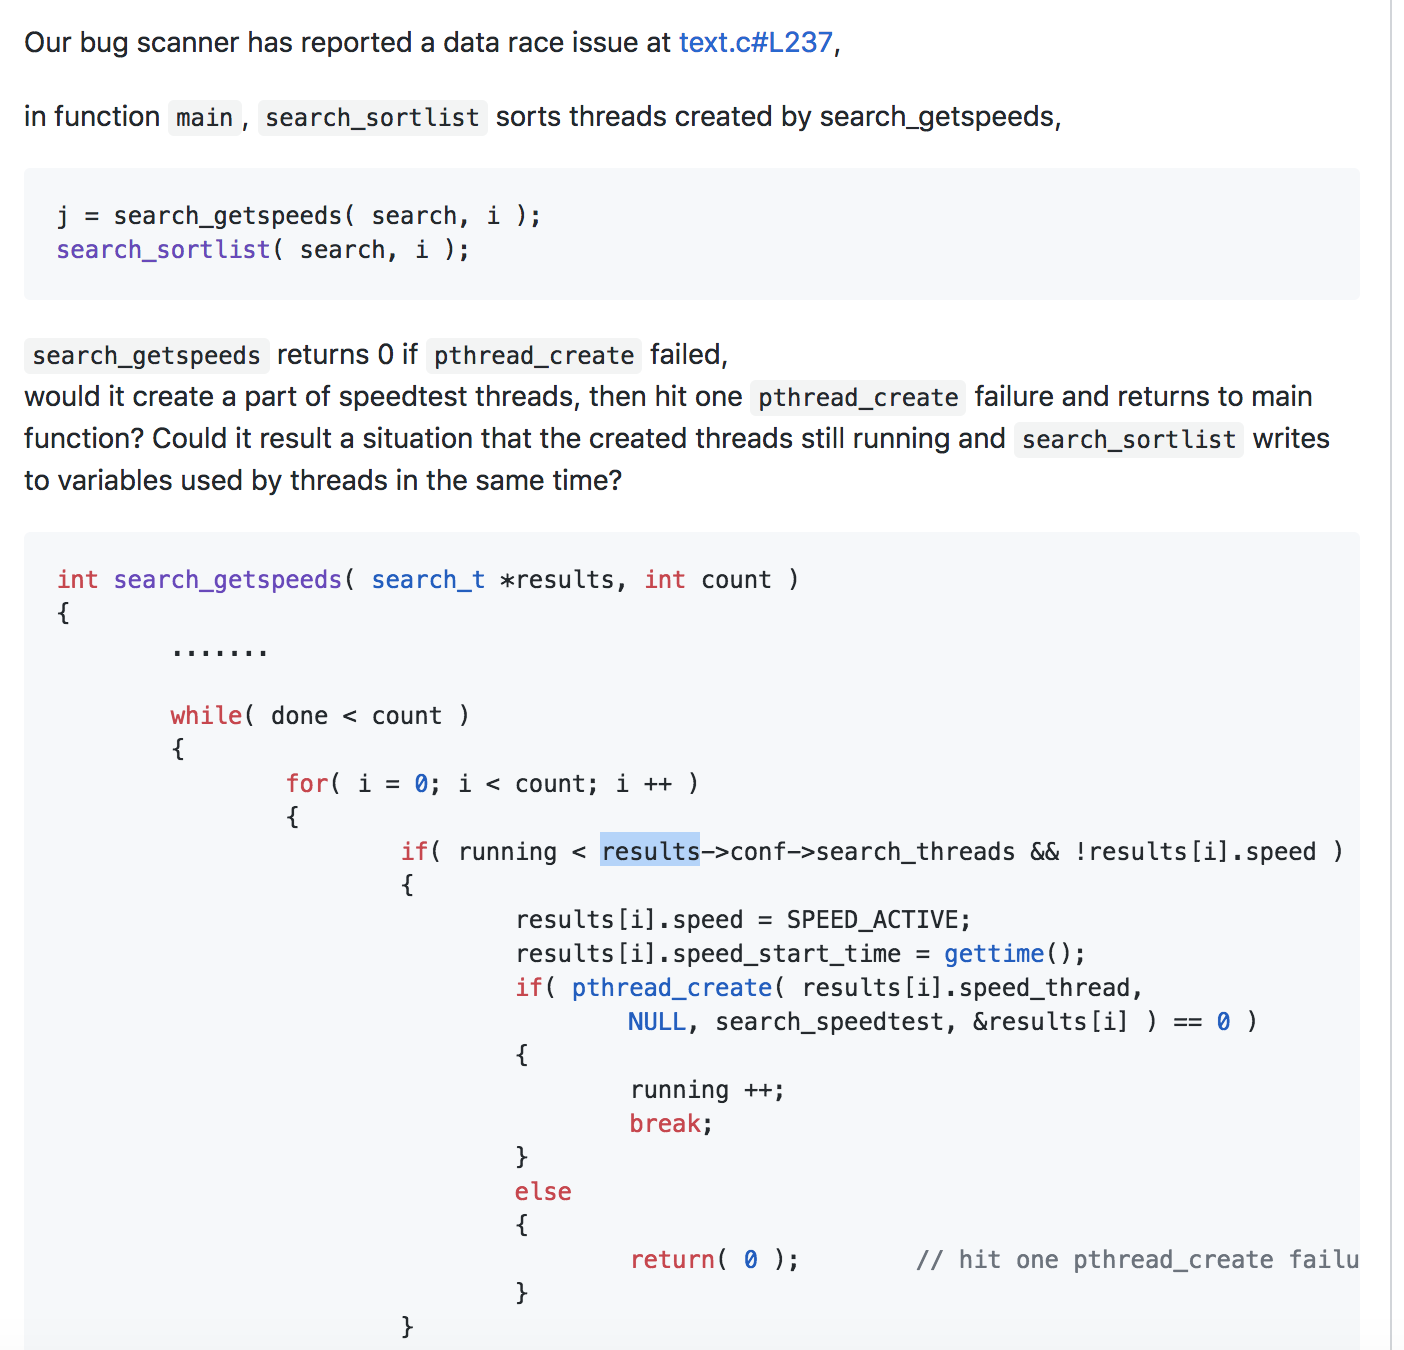 Our bug scanner has reported a data race issue at text.c#L237,
in function main, search_sortlist sorts threads created by search_getspeeds,
j = search_getspeeds( search, i );
search_sortlist( search, i );
search_getspeeds returns 0 if pthread_create failed,
would it create a part of speedtest threads, then hit one pthread_create failure and returns to main
function? Could it result a situation that the created threads still running and search_sortlist writes
to variables used by threads in the same time?
int search_getspeeds( search_t *results, int count )
{
.......
while( done < count )
{
for( i = 0; i < count; i ++ )
{
if( running < results->conf->search_threads && !results[i].speed )
{
results[i].speed = SPEED_ACTIVE;
results[i].speed_start_time = gettime();
if( pthread_create( results[i].speed_thread,
NULL, search_speedtest, &results[i] ) == 0 )
{
running ++;
break;
}
else
{
return( 0 ); // hit one pthread_create failu
}
}